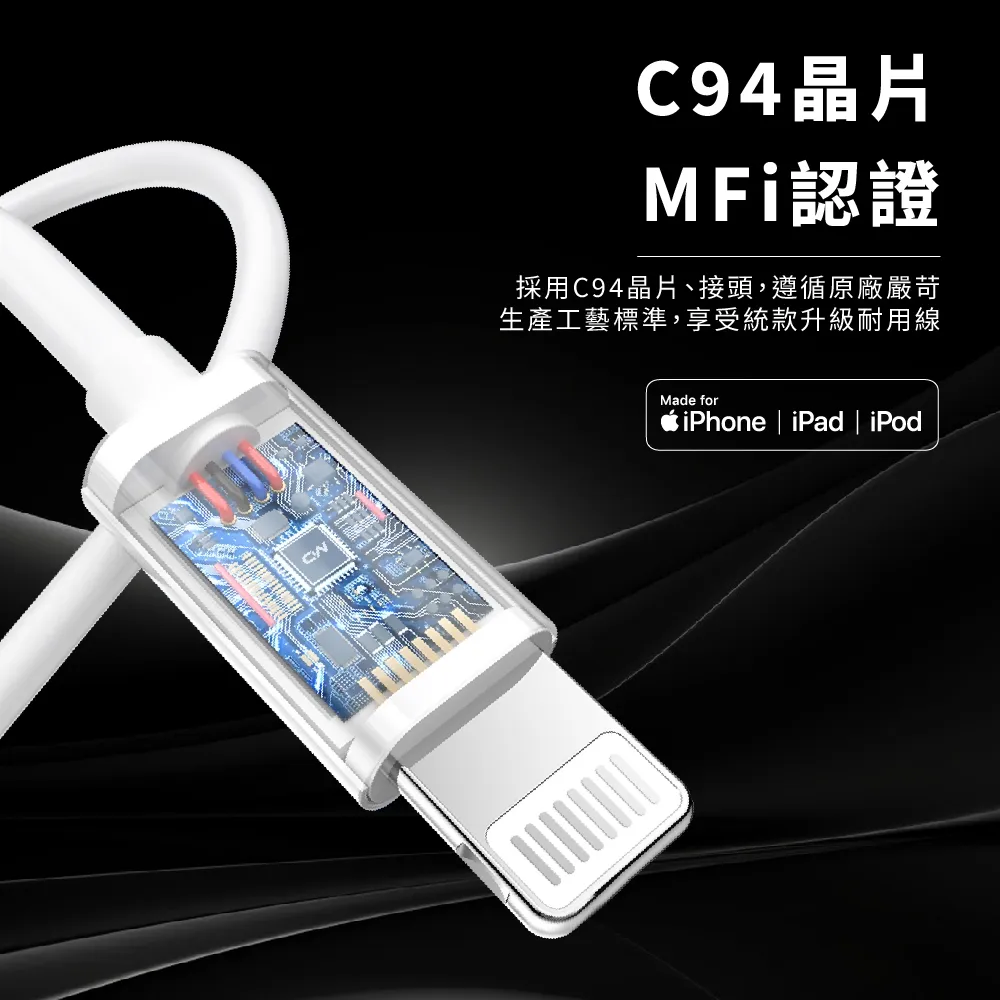 C94晶片
MFi認證
採用C94晶片、接頭，遵循原廠嚴苛
生產工藝標準，享受統款升級耐用線
Made for
iPhone | iPad | iPod